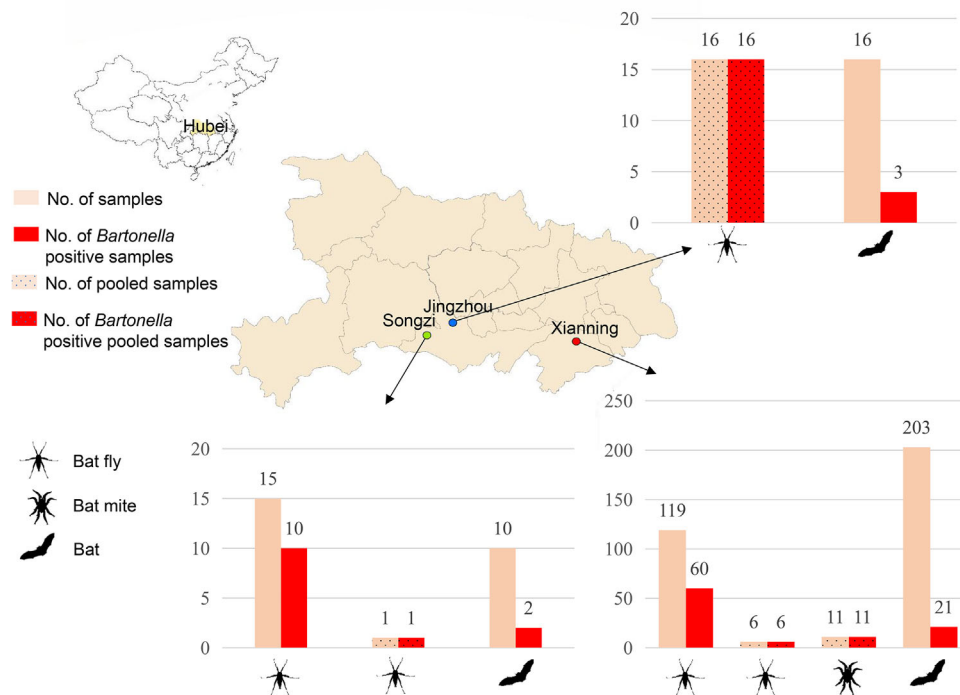 Hubei
No. of samples
No. of Bartonella
positive samples
No. of pooled samples
No. of Bartonella
positive pooled samples
Jingzhou
Songzi
Xianning
20
15
10
5
0
16 16 16
3
Bat fly
Bat mite
Bat
20
15
10
5
0
15
10
1 1
10
2
250
200
150
100
50
0
119
60
6 6
11 11
203
21